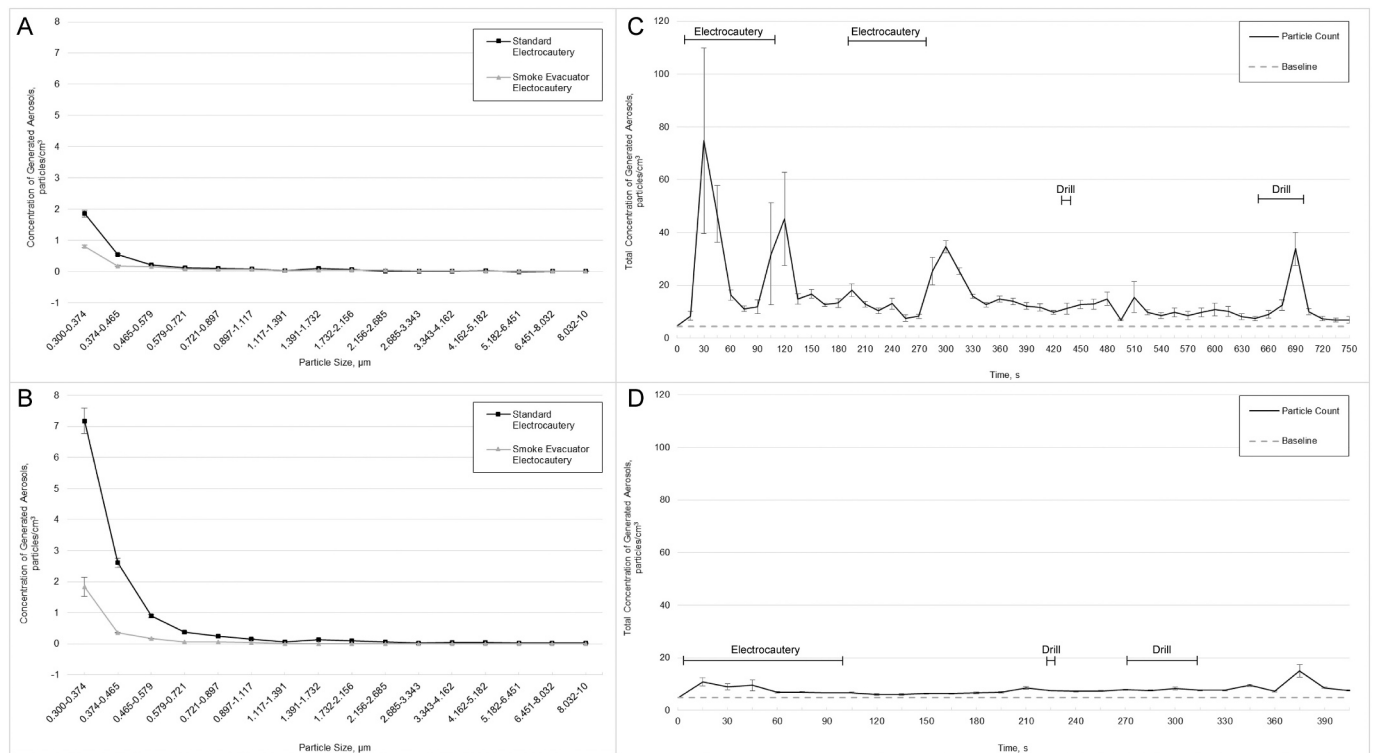 A
8
7
6
5
4
3
2
1
0
-1
Concentration of Generated Aerosols,
particles/cm³
Standard
Electrocautery
Smoke Evacuator
Electocautery
0.300-0.374
0.374-0.465
0.465-0.579
0.579-0.721
0.721-0.897
0.897-1.117
1.117-1.391
1.391-1.732
1.732-2.156
2.156-2.685
2.685-3.343
3.343-4.162
4.162-5.182
5.182-6.451
6.451-8.032
8.032-10
Particle Size, µm
B
8
7
6
5
4
3
2
1
0
-1
Concentration of Generated Aerosols,
particles/cm³
Standard
Electrocautery
Smoke Evacuator
Electocautery
0.300-0.374
0.374-0.465
0.465-0.579
0.579-0.721
0.721-0.897
0.897-1.117
1.117-1.391
1.391-1.732
1.732-2.156
2.156-2.685
2.685-3.343
3.343-4.162
4.162-5.182
5.182-6.451
6.451-8.032
8.032-10
Particle Size, µm
C
120
100
80
60
40
20
0
Total Concentration of Generated Aerosols,
particles/cm³
Electrocautery
Electrocautery
Drill
Drill
Particle Count
Baseline
0 30 60 90 120 150 180 210 240 270 300 330 360 390 420 450 480 510 540 570 600 630 660 690 720 750
Time, s
D
120
100
80
60
40
20
0
Total Concentration of Generated Aerosols,
particles/cm³
Particle Count
Baseline
Electrocautery
Drill
Drill
0 30 60 90 120 150 180 210 240 270 300 330 360 390
Time, s